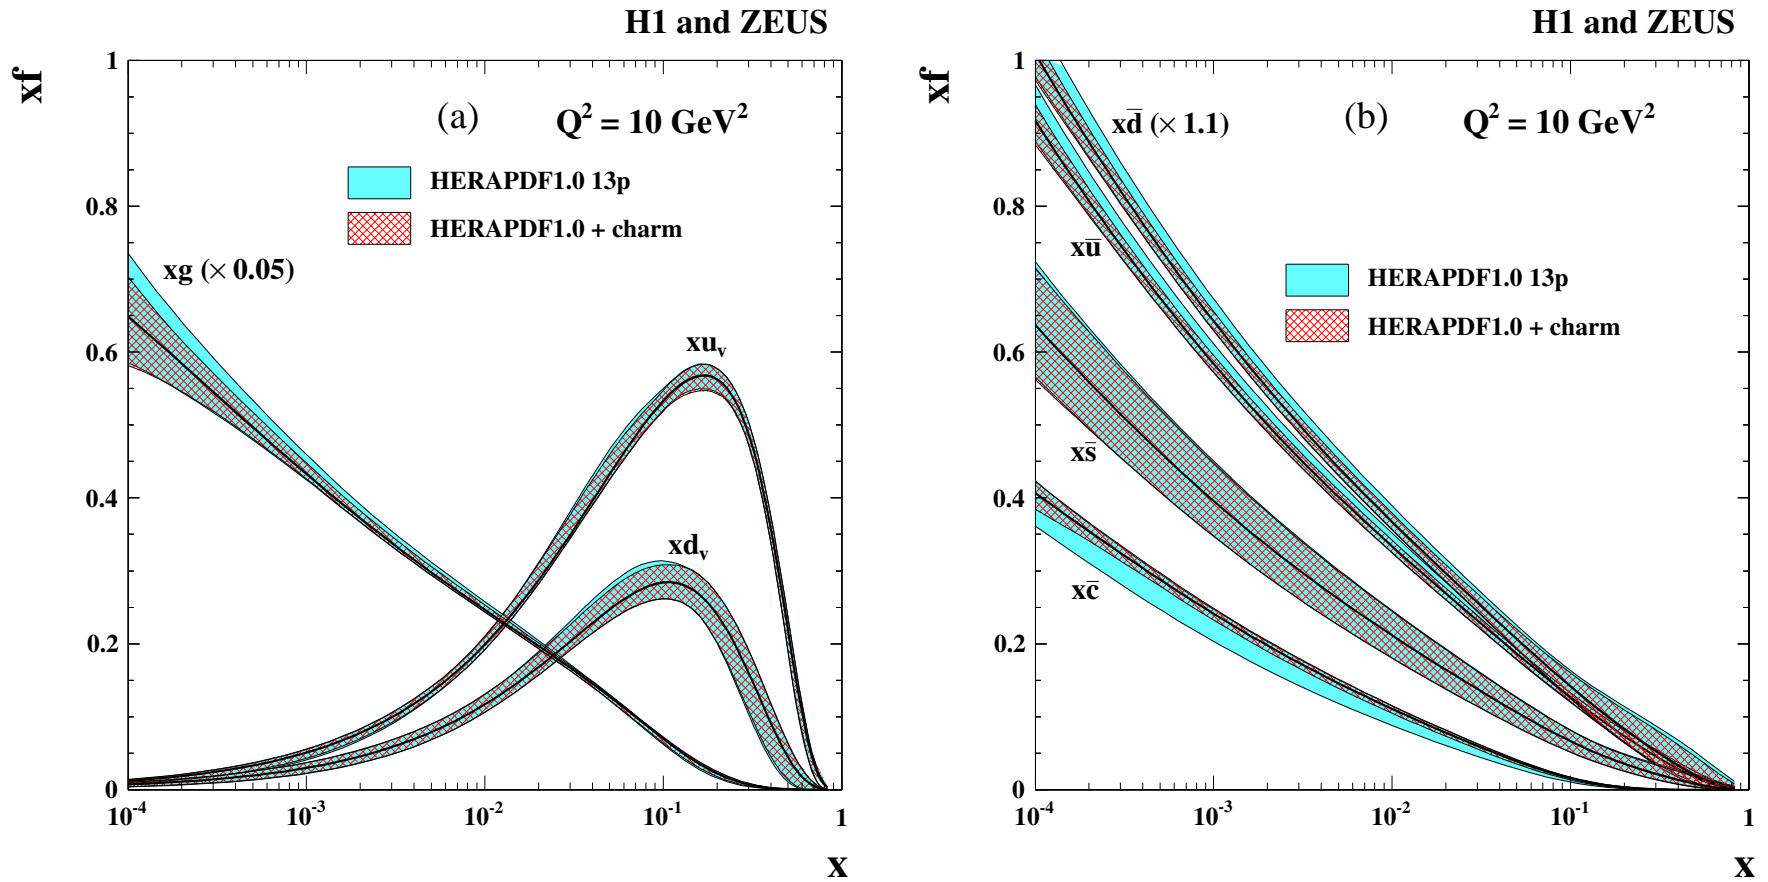 H1 and ZEUS
xf
1
0.8
0.6
0.4
0.2
0
(a)
Q² = 10 GeV²
HERAPDF1.0 13p
HERAPDF1.0 + charm
xg (× 0.05)
xu_v
xd_v
10⁻⁴
10⁻³
10⁻²
10⁻¹
1
x
H1 and ZEUS
xf
1
0.8
0.6
0.4
0.2
0
xd̄ (× 1.1)
(b)
Q² = 10 GeV²
xū
HERAPDF1.0 13p
HERAPDF1.0 + charm
xs̄
xc̄
10⁻⁴
10⁻³
10⁻²
10⁻¹
1
x